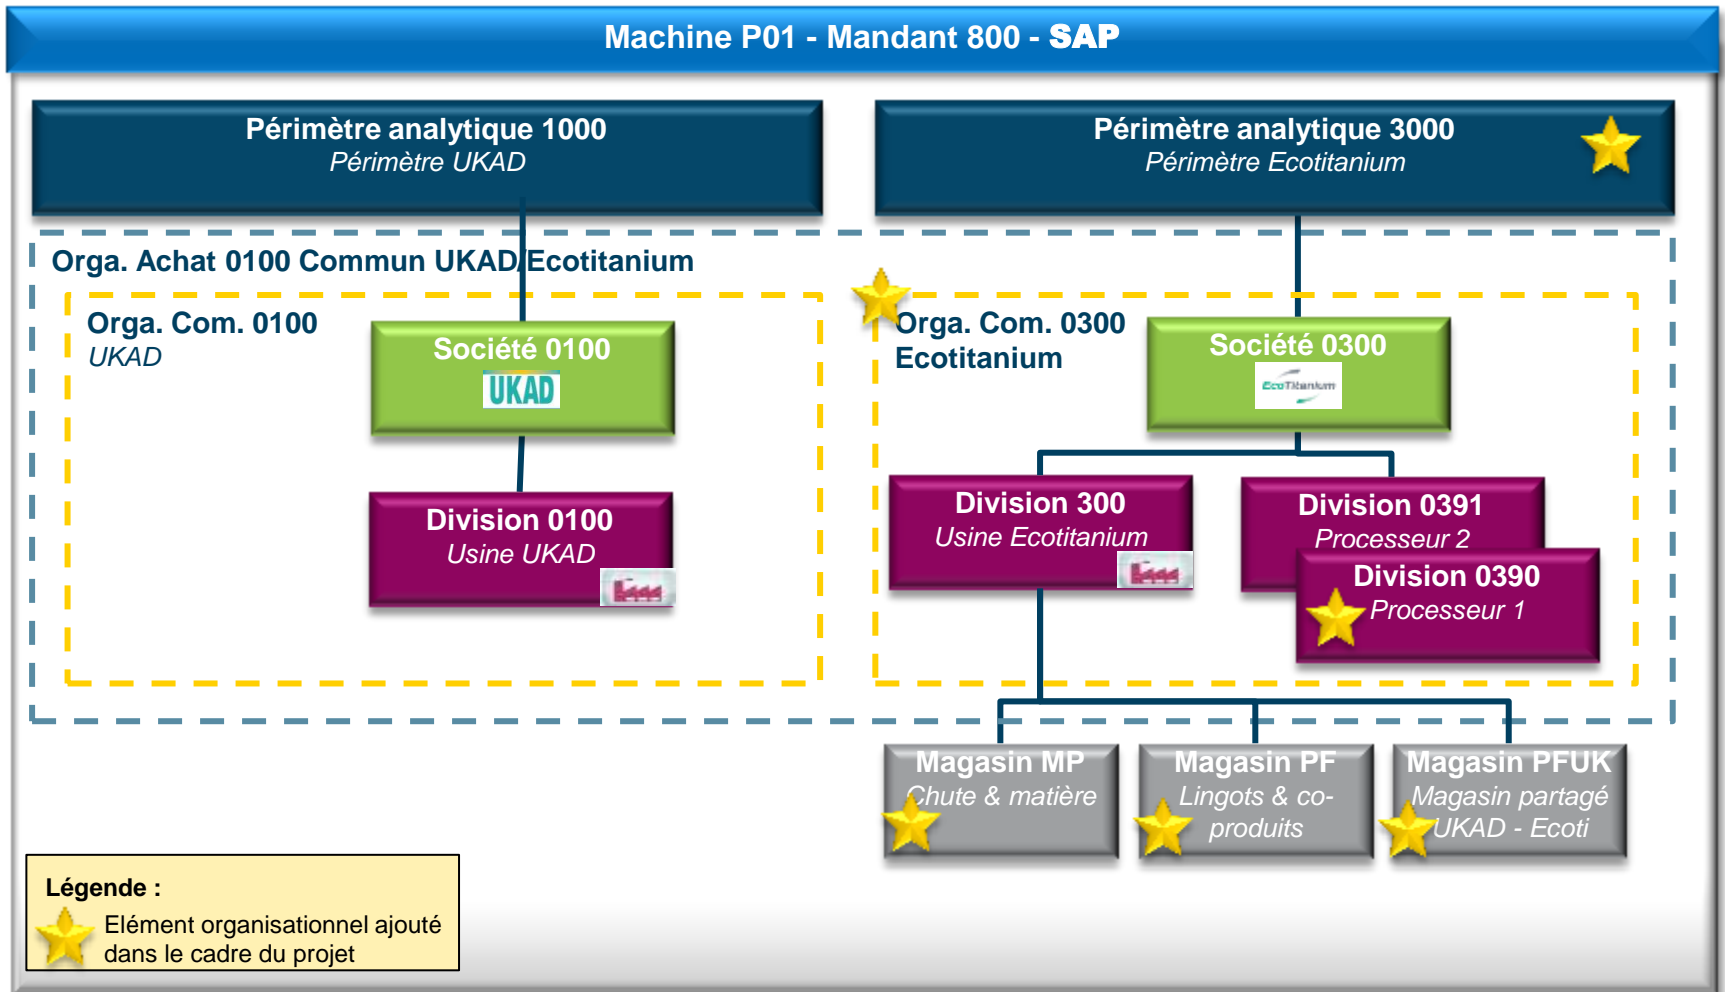 Machine P01 - Mandant 800 - SAP
Périmètre analytique 1000
Périmètre UKAD
Périmètre analytique 3000
Périmètre Ecotitanium
Orga. Achat 0100 Commun UKAD/Ecotitanium
Orga. Com. 0100
UKAD
Société 0100
UKAD
Division 0100
Usine UKAD
Orga. Com. 0300
Ecotitanium
Société 0300
EcoTitanium
Division 300
Usine Ecotitanium
Division 0391
Processeur 2
Division 0390
Processeur 1
Magasin MP
Chute & matière
Magasin PF
Lingots & co-
produits
Magasin PFUK
Magasin partagé
UKAD - Ecoti
Légende :
Elément organisationnel ajouté
dans le cadre du projet